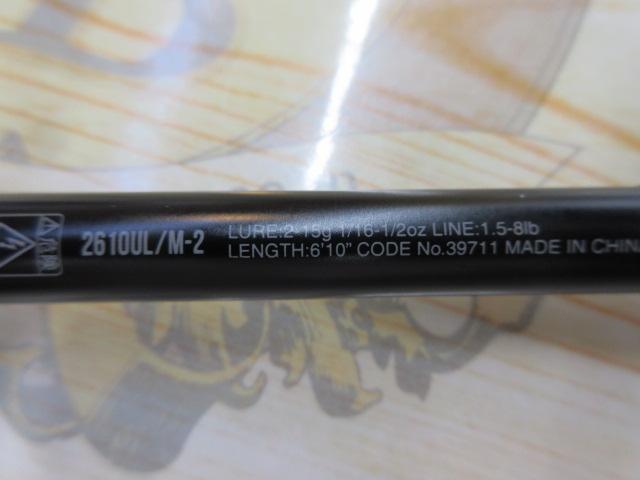 2610UL/M-2
LURE:2-15g 1/16-1/2oz LINE:1.5-8lb
LENGTH:6'10" CODE No.39711 MADE IN CHINA